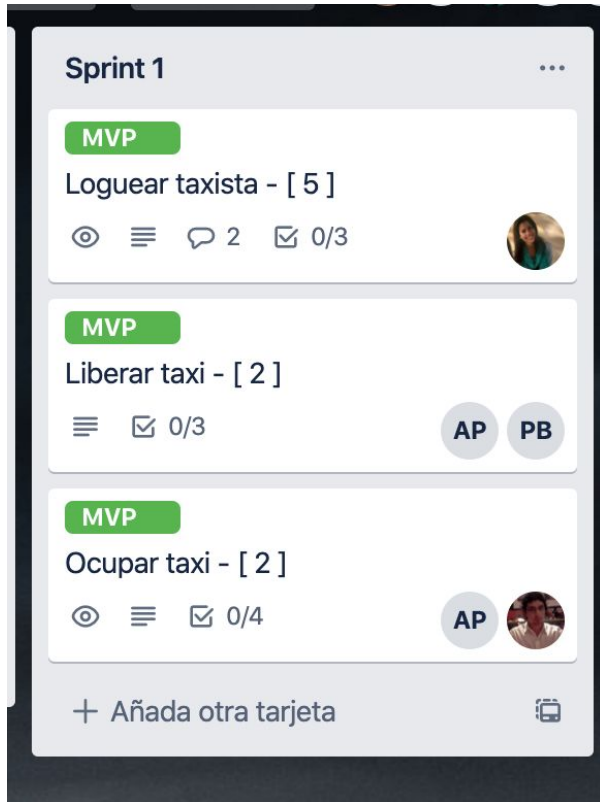 Sprint 1
MVP
Loguear taxista - [ 5 ]
2 0/3
MVP
Liberar taxi - [ 2 ]
0/3
AP PB
MVP
Ocupar taxi - [ 2 ]
0/4
AP
+ Añada otra tarjeta